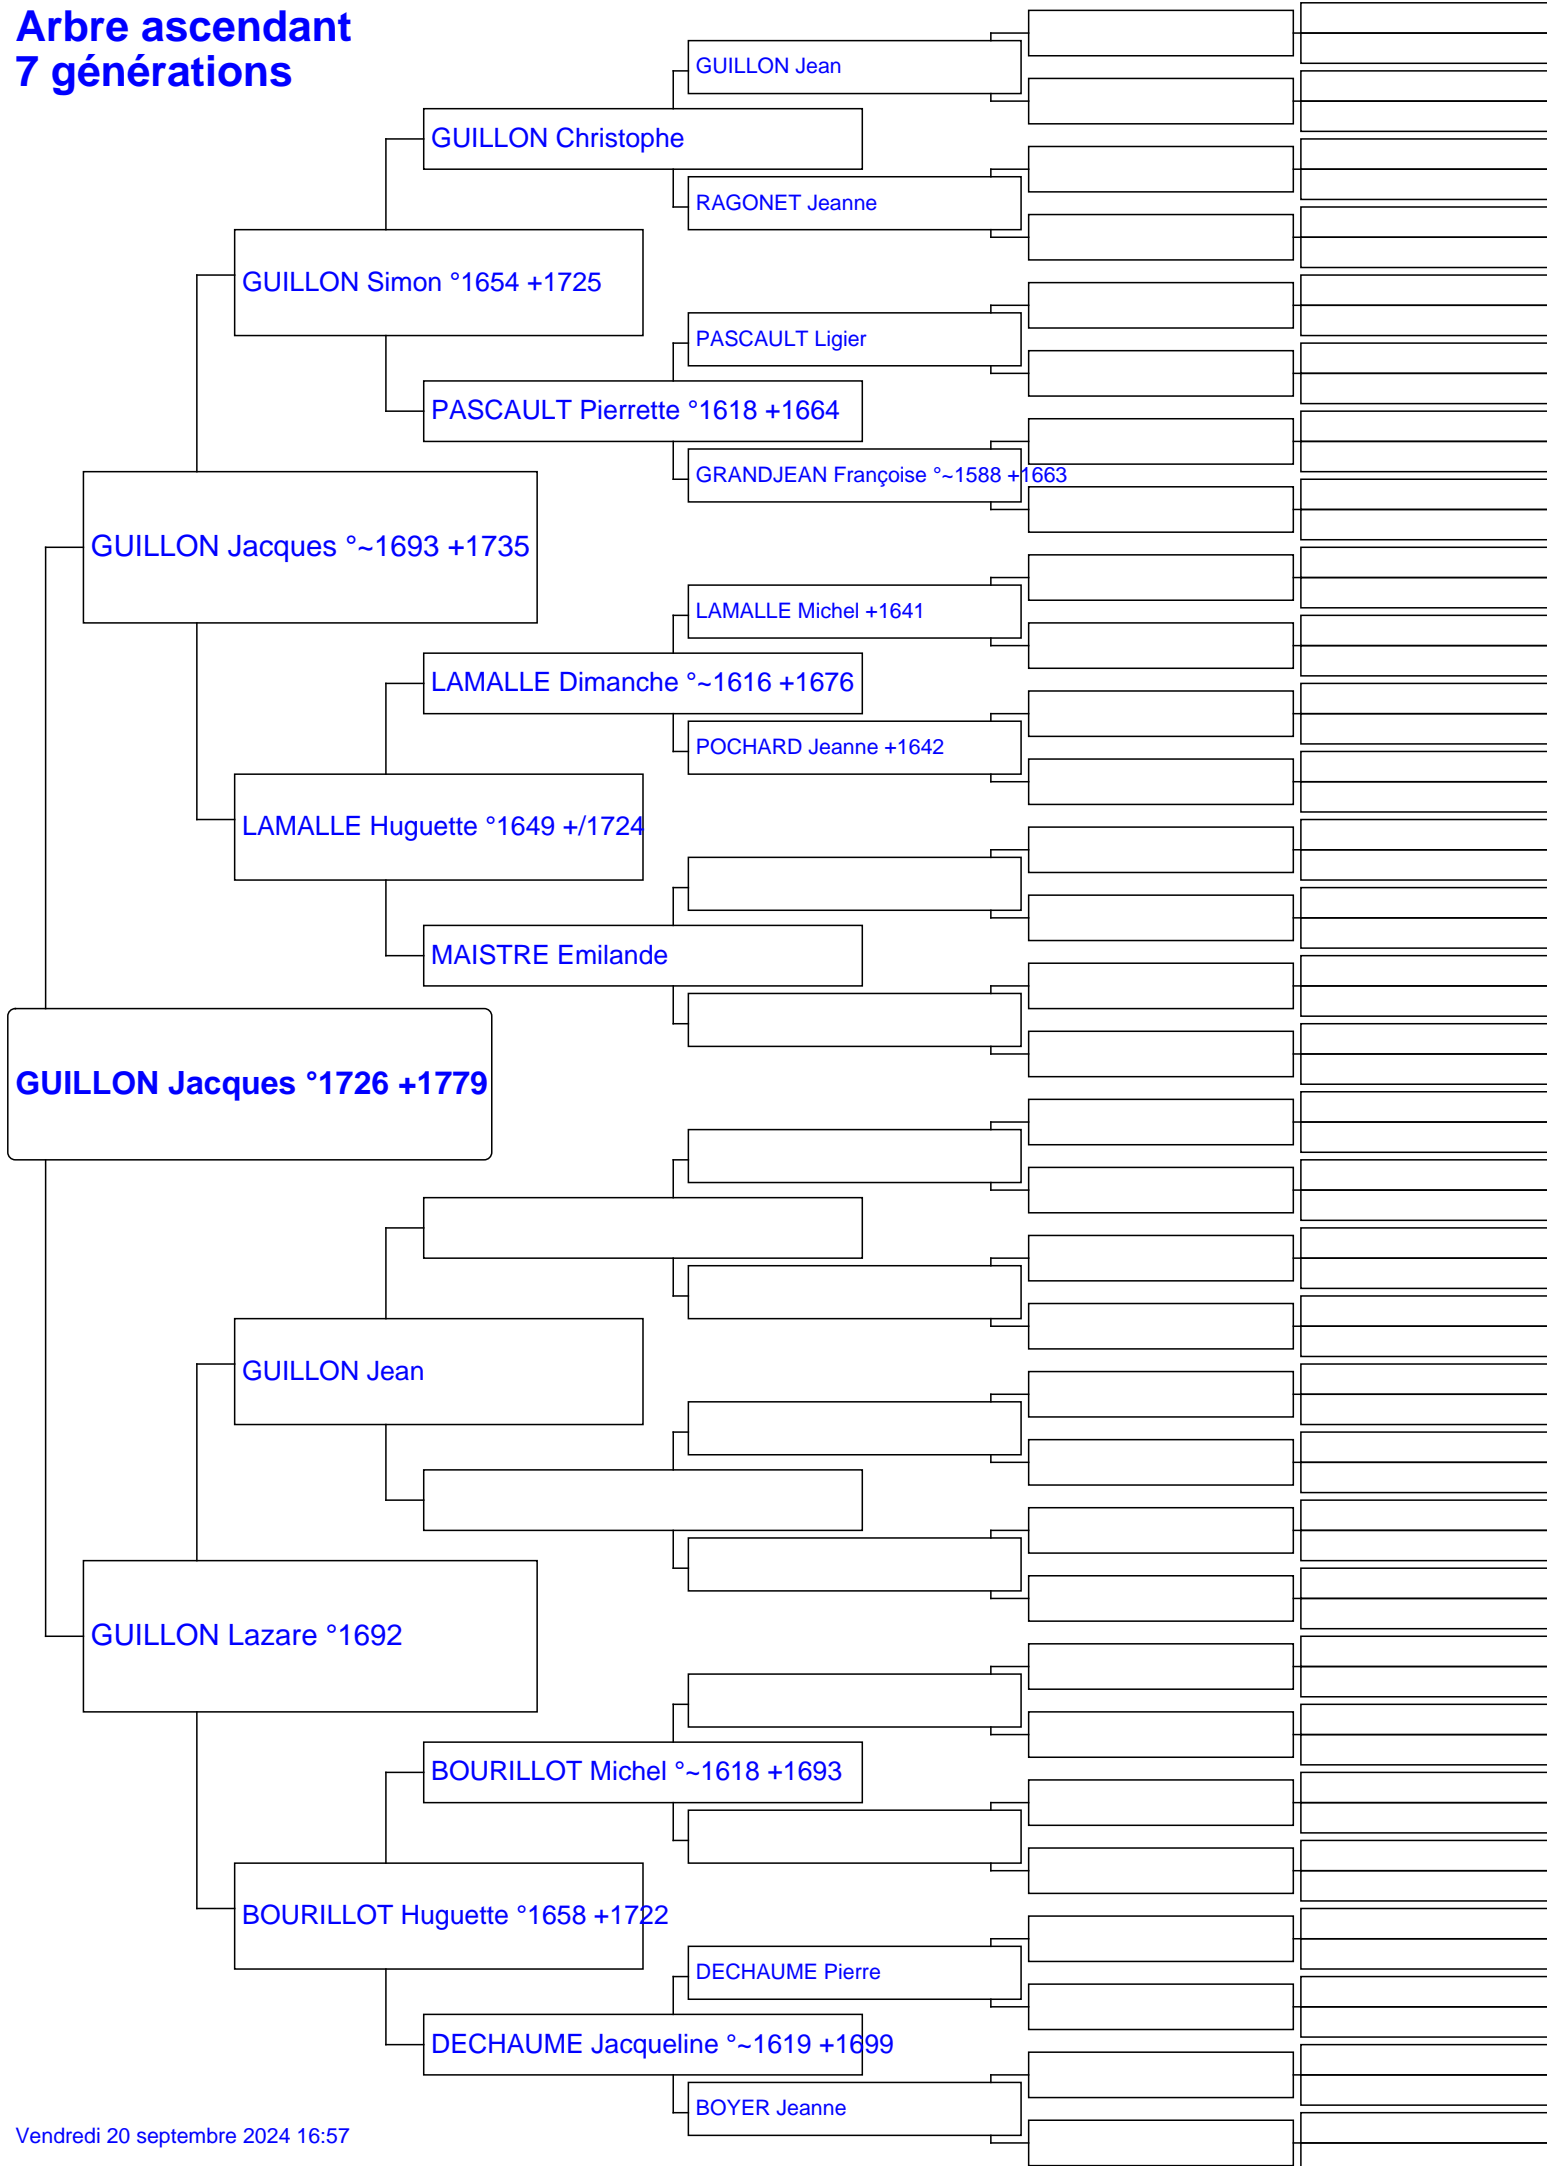 Arbre ascendant
7 générations
GUILLON Jean
GUILLON Christophe
RAGONET Jeanne
GUILLON Simon °1654 +1725
PASCAULT Ligier
PASCAULT Pierrette °1618 +1664
GRANDJEAN Françoise °~1588 +1663
GUILLON Jacques °~1693 +1735
LAMALLE Michel +1641
LAMALLE Dimanche °~1616 +1676
POCHARD Jeanne +1642
LAMALLE Huguette °1649 +/1724
MAISTRE Emilande
GUILLON Jacques °1726 +1779
GUILLON Jean
GUILLON Lazare °1692
BOURILLOT Michel °~1618 +1693
BOURILLOT Huguette °1658 +1722
DECHAUME Pierre
DECHAUME Jacqueline °~1619 +1699
BOYER Jeanne
Vendredi 20 septembre 2024 16:57